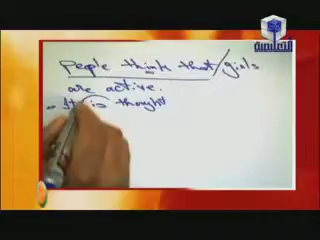 التعليمية
People think that/girls
are active.
- It is thought